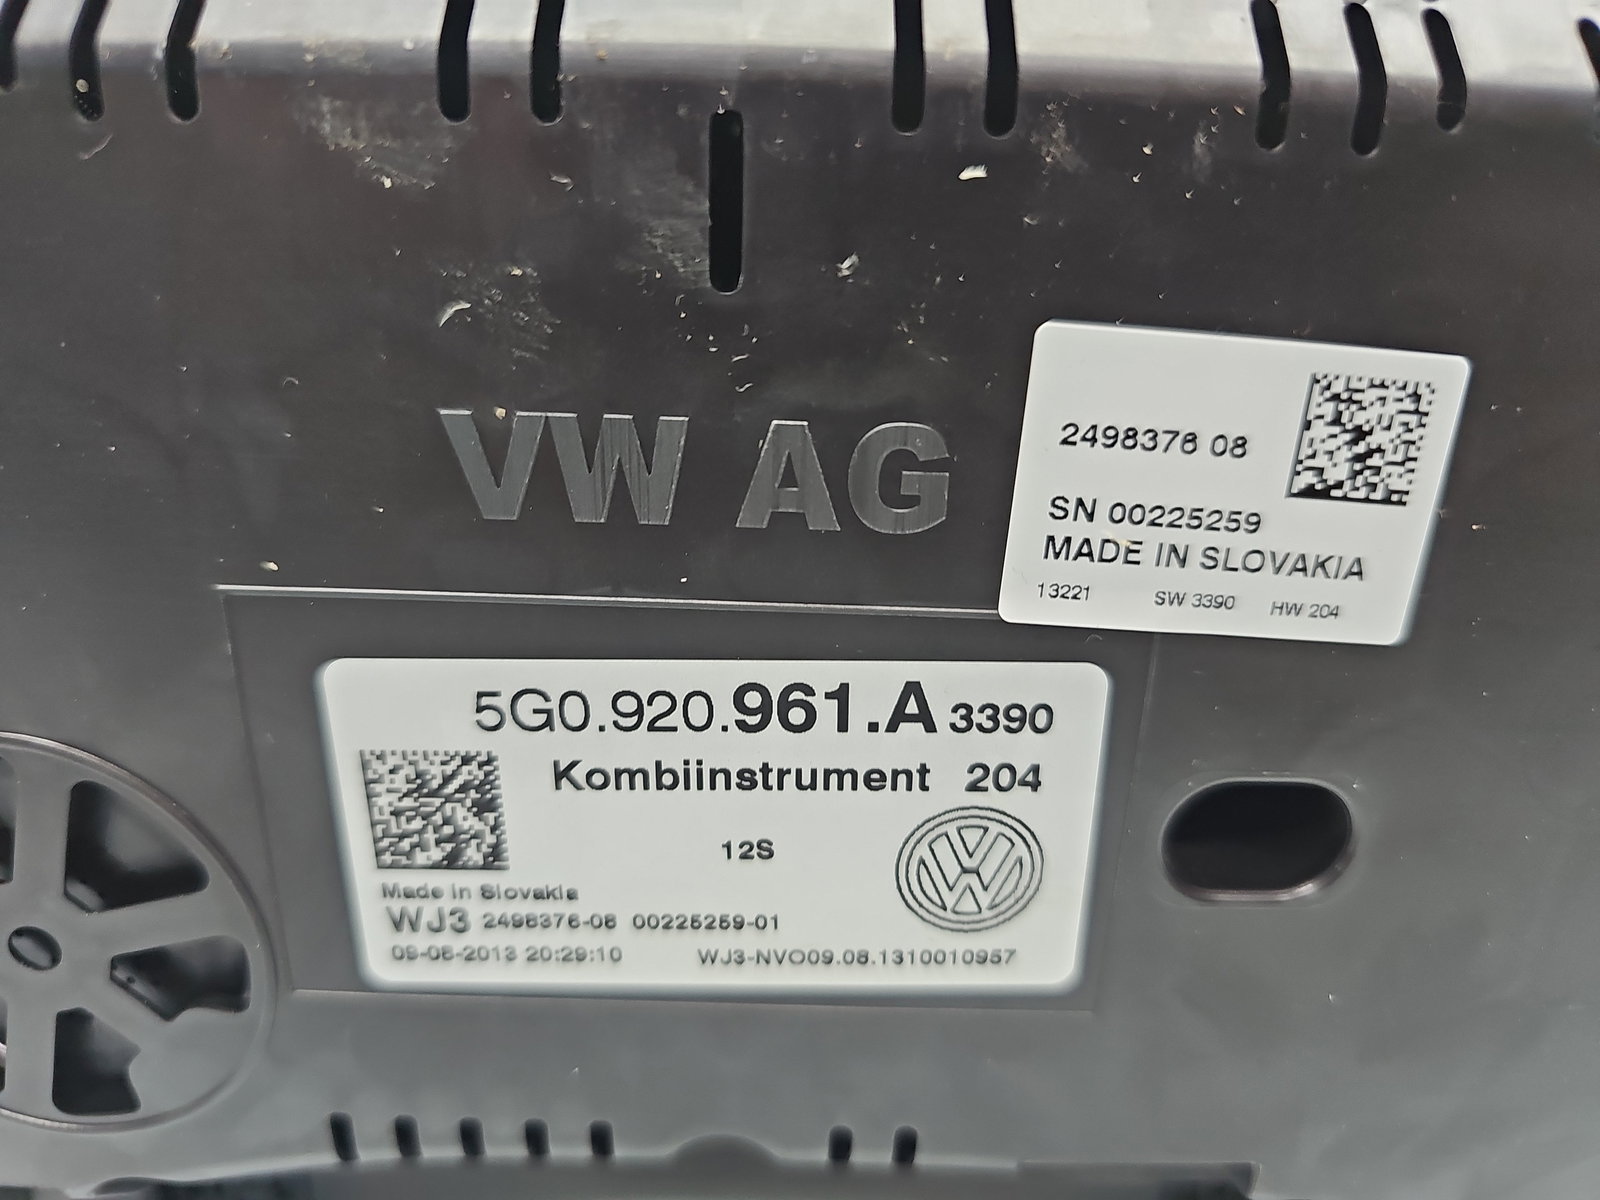 VW AG
2498376 08
SN 00225259
MADE IN SLOVAKIA
13221 SW 3390 HW 204
5G0.920.961.A 3390
Kombiinstrument 204
12S
Made in Slovakia
WJ3 2498376-08 00225259-01
09-08-2013 20:29:10 WJ3-NVO09.08.1310010957